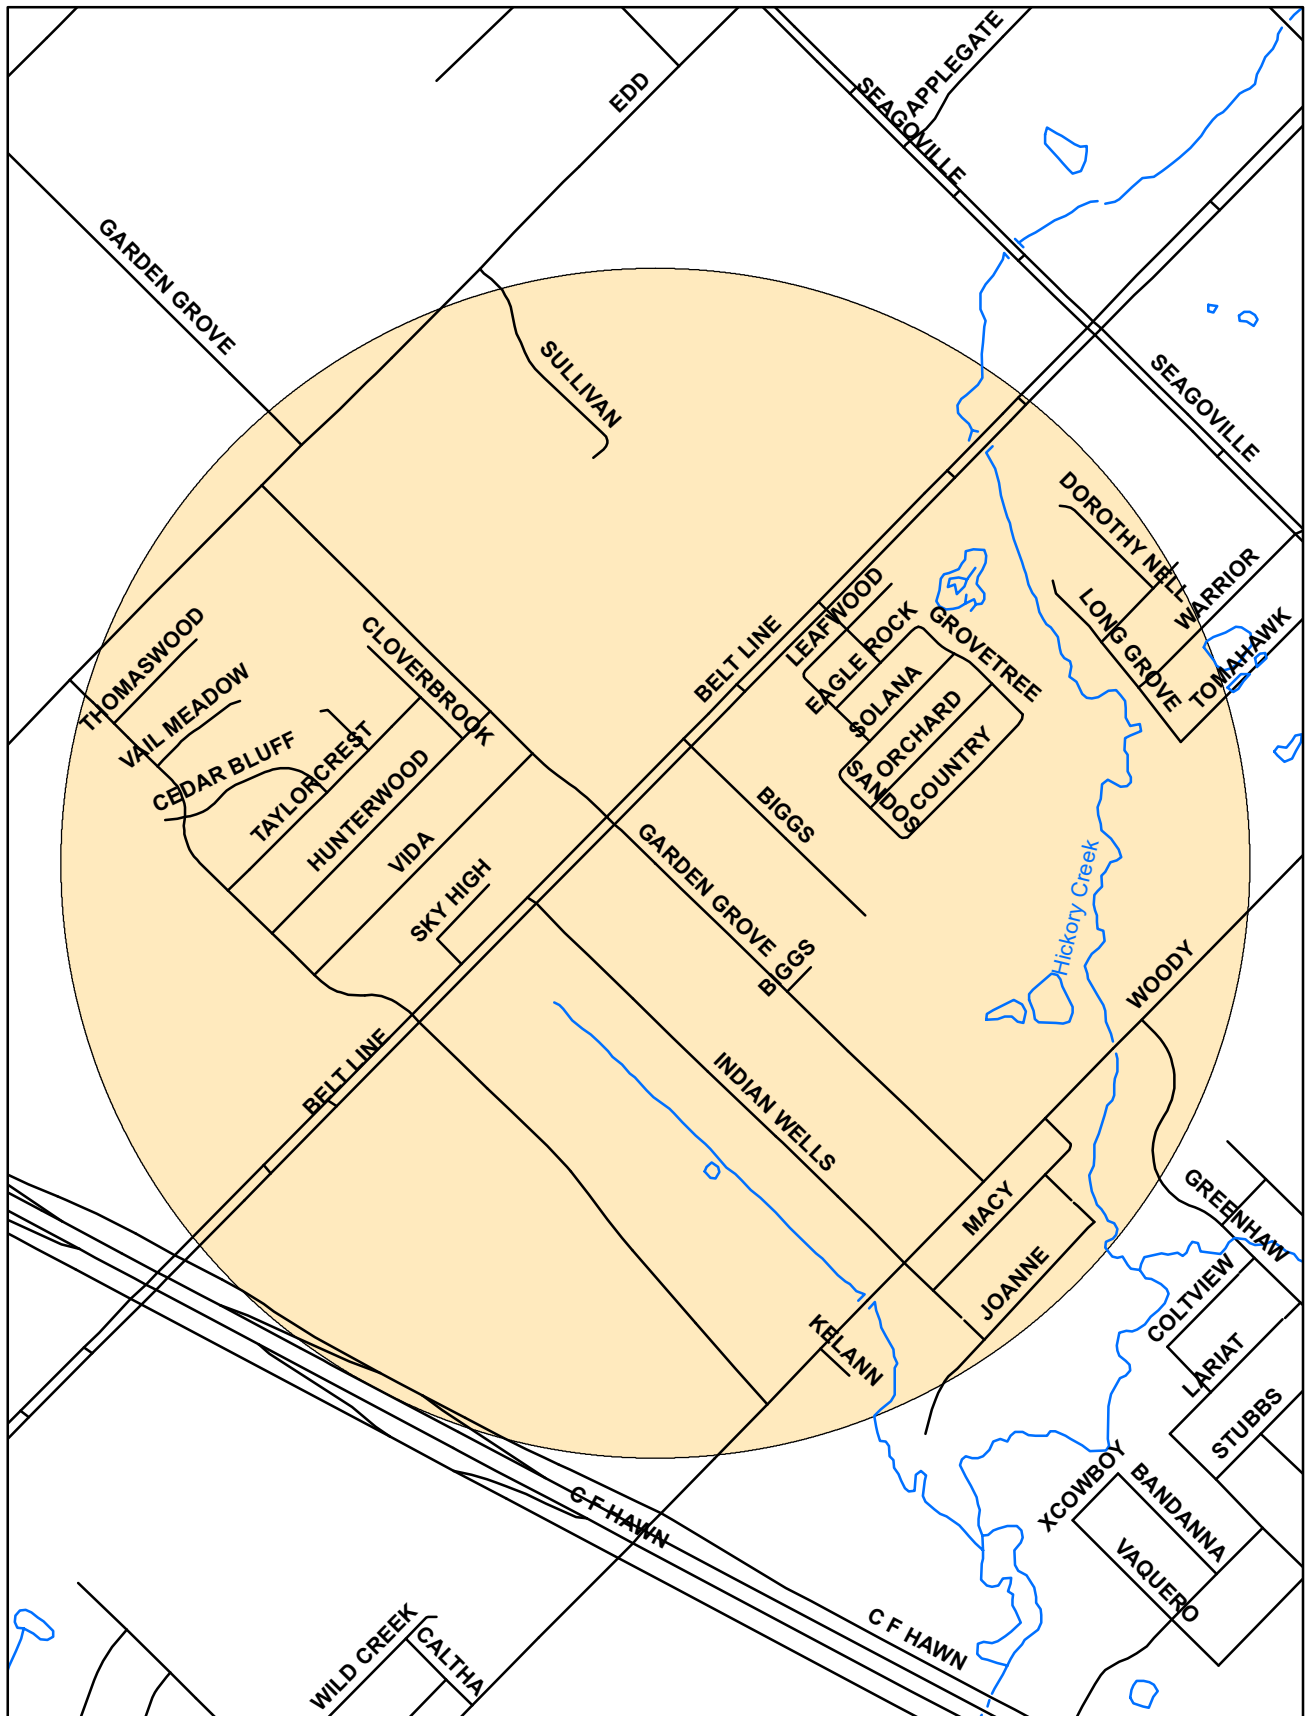 APPLEGATE
EDD
SEAGOVILLE
GARDEN GROVE
SULLIVAN
SEAGOVILLE
DOROTHY NELL
WARRIOR
LONG GROVE
TOMAHAWK
LEAFWOOD
EAGLE ROCK
GROVETREE
SOLANA
ORCHARD
COUNTRY
SANDOS
BELT LINE
CLOVERBROOK
THOMASWOOD
VAIL MEADOW
CEDAR BLUFF
TAYLORCREST
HUNTERWOOD
VIDA
SKY HIGH
BIGGS
GARDEN GROVE
BIGGS
Hickory Creek
WOODY
BELT LINE
INDIAN WELLS
MACY
JOANNE
KELANN
GREENHAW
COLTVIEW
LARIAT
STUBBS
XCOWBOY
BANDANNA
VAQUERO
C F HAWN
C F HAWN
WILD CREEK
CALTHA